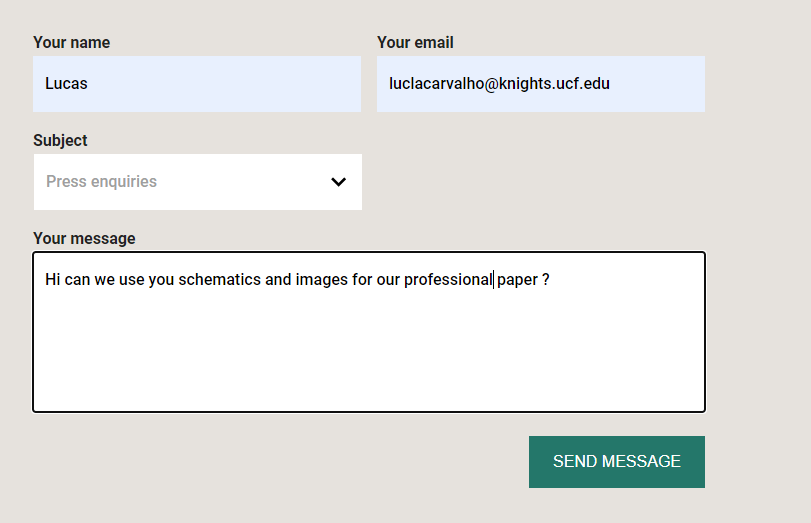 Your name
Your email
Lucas
luclacarvalho@knights.ucf.edu
Subject
Press enquiries
Your message
Hi can we use you schematics and images for our professional paper ?
SEND MESSAGE